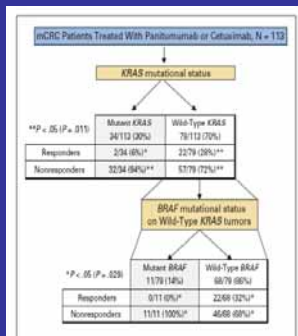 mCRC Patients Treated With Panitumumab or Cetuximab, N = 113
KRAS mutational status
**P < .05 (P = .011)
Mutant KRAS Wild-Type KRAS
34/113 (30%) 79/113 (70%)
Responders 2/34 (6%)* 22/79 (28%)**
Nonresponders 32/34 (94%)** 57/79 (72%)**
BRAF mutational status
on Wild-Type KRAS tumors
*P < .05 (P = .029)
Mutant BRAF Wild-Type BRAF
11/79 (14%) 68/79 (86%)
Responders 0/11 (0%)* 22/68 (32%)*
Nonresponders 11/11 (100%)* 46/68 (68%)*